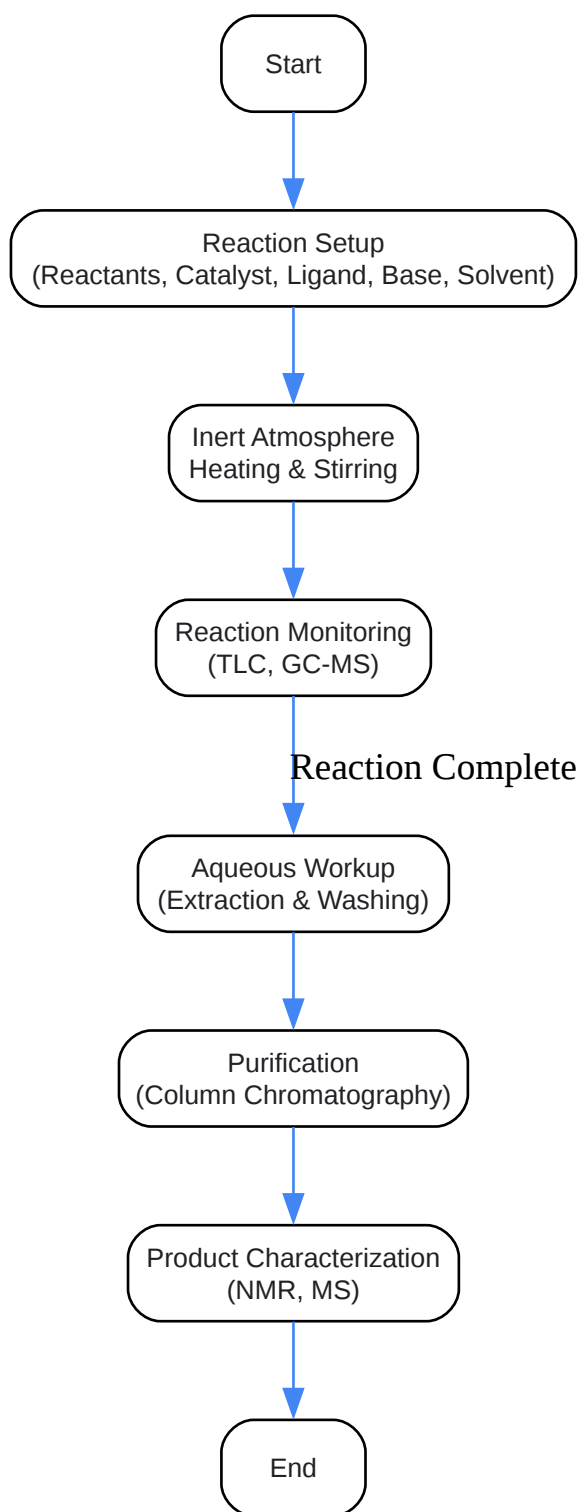 Start
Reaction Setup
(Reactants, Catalyst, Ligand, Base, Solvent)
Inert Atmosphere
Heating & Stirring
Reaction Monitoring
(TLC, GC-MS)
Reaction Complete
Aqueous Workup
(Extraction & Washing)
Purification
(Column Chromatography)
Product Characterization
(NMR, MS)
End